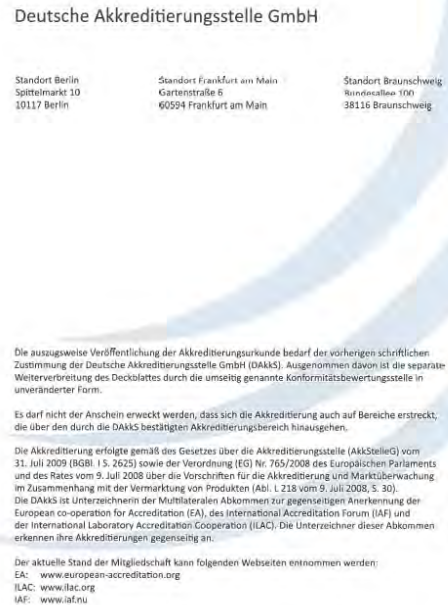 Deutsche Akkreditierungsstelle GmbH
Standort Berlin
Spittelmarkt 10
10117 Berlin
Standort Frankfurt am Main
Gartenstraße 6
60594 Frankfurt am Main
Standort Braunschweig
Bundesallee 100
38116 Braunschweig
Die auszugsweise Veröffentlichung der Akkreditierungsurkunde bedarf der vorherigen schriftlichen
Zustimmung der Deutsche Akkreditierungsstelle GmbH (DAkkS). Ausgenommen davon ist die separate
Weiterverbreitung des Deckblattes durch die umseitig genannte Konformitätsbewertungsstelle in
unveränderter Form.
Es darf nicht der Anschein erweckt werden, dass sich die Akkreditierung auch auf Bereiche erstreckt,
die über den durch die DAkkS bestätigten Akkreditierungsbereich hinausgehen.
Die Akkreditierung erfolgte gemäß des Gesetzes über die Akkreditierungsstelle (AkkStelleG) vom
31. Juli 2009 (BGBl. I S. 2625) sowie der Verordnung (EG) Nr. 765/2008 des Europäischen Parlaments
und des Rates vom 9. Juli 2008 über die Vorschriften für die Akkreditierung und Marktüberwachung
im Zusammenhang mit der Vermarktung von Produkten (Abl. L 218 vom 9. Juli 2008, S. 30).
Die DAkkS ist Unterzeichnerin der Multilateralen Abkommen zur gegenseitigen Anerkennung der
European co-operation for Accreditation (EA), des International Accreditation Forum (IAF) und
der International Laboratory Accreditation Cooperation (ILAC). Die Unterzeichner dieser Abkommen
erkennen ihre Akkreditierungen gegenseitig an.
Der aktuelle Stand der Mitgliedschaft kann folgenden Webseiten entnommen werden:
EA: www.european-accreditation.org
ILAC: www.ilac.org
IAF: www.iaf.nu